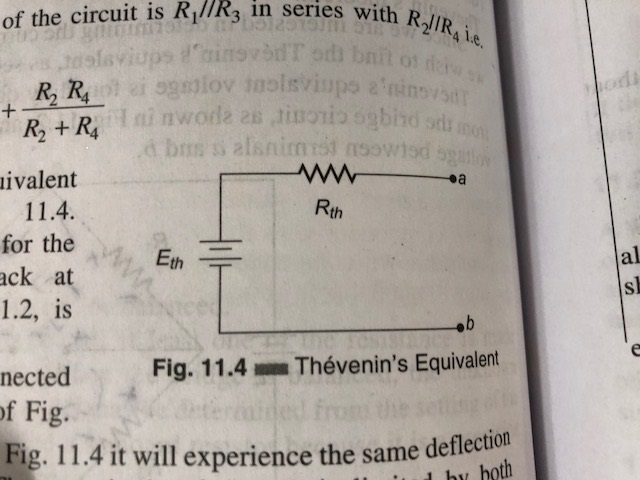 of the circuit is R₁//R₃ in series with R₂//R₄ i.e.
+ R₂ R₄ / R₂ + R₄
uivalent
11.4.
for the
ack at
1.2, is
nected
of Fig.
a
Rth
Eth
b
Fig. 11.4 Thévenin's Equivalent
Fig. 11.4 it will experience the same deflection
by both
al
sl
e